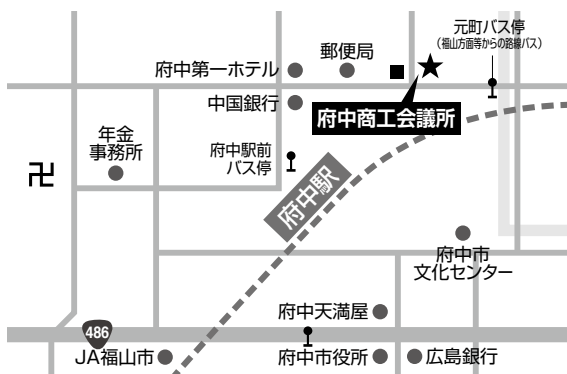 元町バス停
(福山方面等からの路線バス)
郵便局
府中第一ホテル
中国銀行
府中商工会議所
年金
事務所
府中駅前
バス停
卍
府中駅
府中市
文化センター
府中天満屋
486
JA福山市
府中市役所
広島銀行